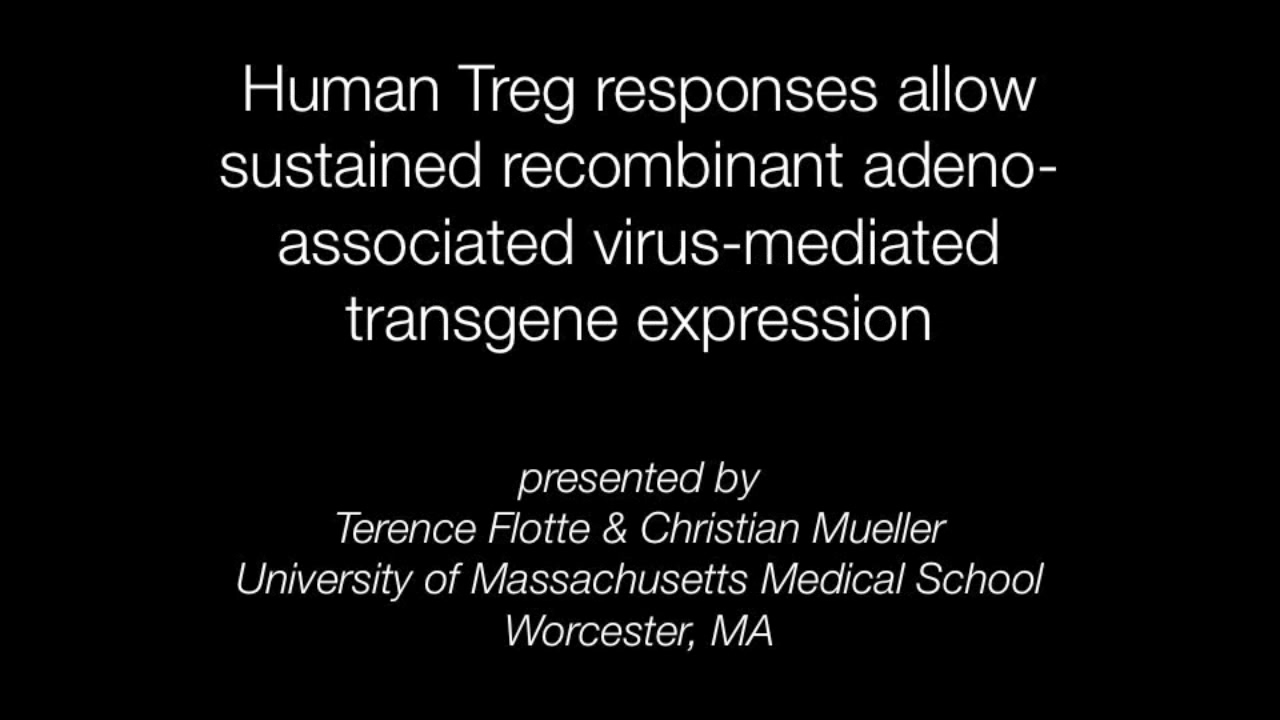 Human Treg responses allow
sustained recombinant adeno-
associated virus-mediated
transgene expression
presented by
Terence Flotte & Christian Mueller
University of Massachusetts Medical School
Worcester, MA